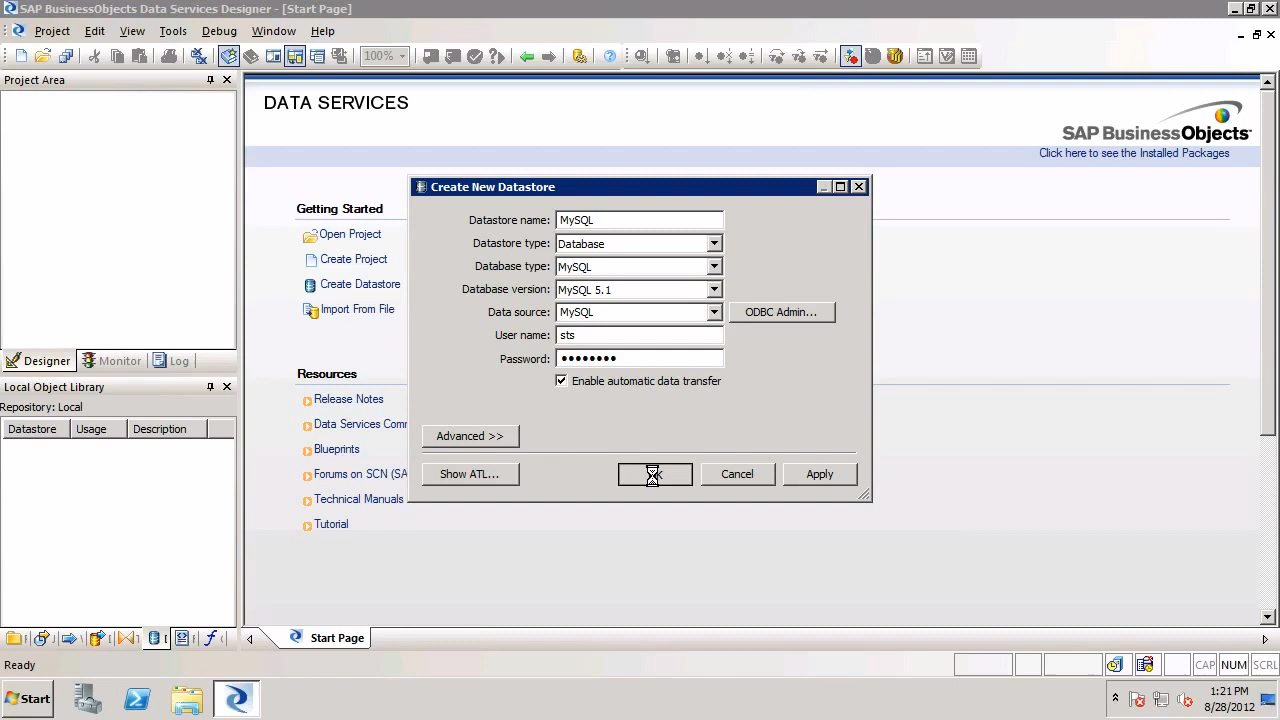 SAP BusinessObjects Data Services Designer - [Start Page]
Project Edit View Tools Debug Window Help
100%
Project Area
DATA SERVICES
SAP BusinessObjects
Click here to see the Installed Packages
Create New Datastore
Datastore name: MySQL
Datastore type: Database
Database type: MySQL
Database version: MySQL 5.1
Data source: MySQL ODBC Admin...
User name: sts
Password: ●●●●●●●●
Enable automatic data transfer
Advanced >>
Show ATL... Cancel Apply
Getting Started
Open Project
Create Project
Create Datastore
Import From File
Resources
Release Notes
Data Services Comm
Blueprints
Forums on SCN (SA
Technical Manuals
Tutorial
Designer Monitor Log
Local Object Library
Repository: Local
Datastore Usage Description
Start Page
Ready
CAP NUM SCRL
Start
1:21 PM
8/28/2012